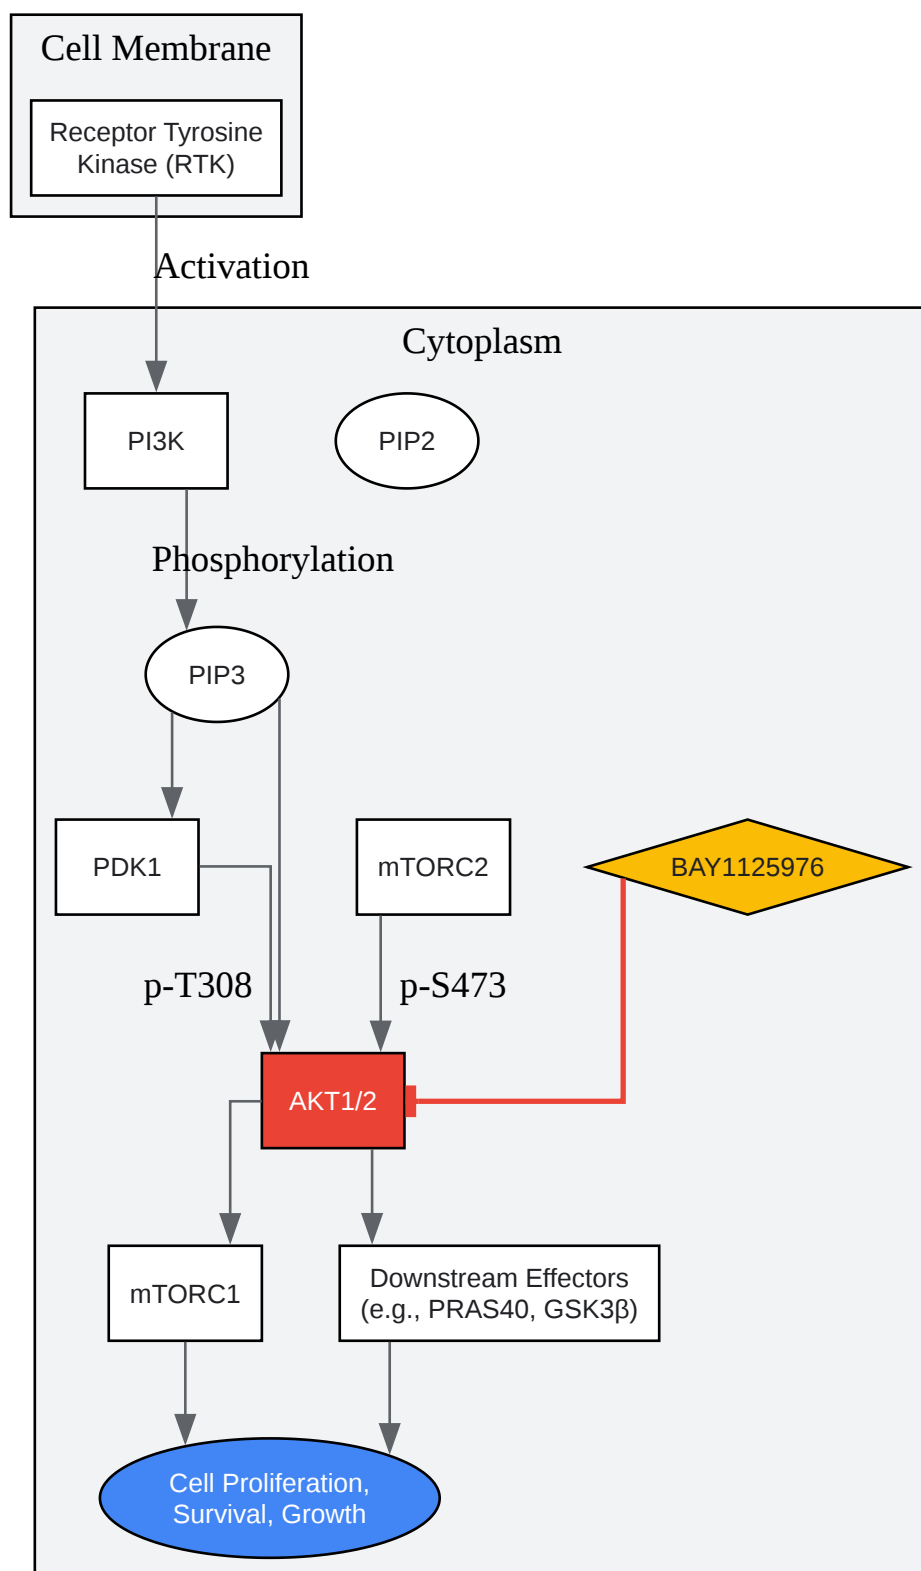 Cell Membrane
Receptor Tyrosine
Kinase (RTK)
Activation
Cytoplasm
PI3K
PIP2
Phosphorylation
PIP3
PDK1
mTORC2
BAY1125976
p-T308
p-S473
AKT1/2
mTORC1
Downstream Effectors
(e.g., PRAS40, GSK3β)
Cell Proliferation,
Survival, Growth